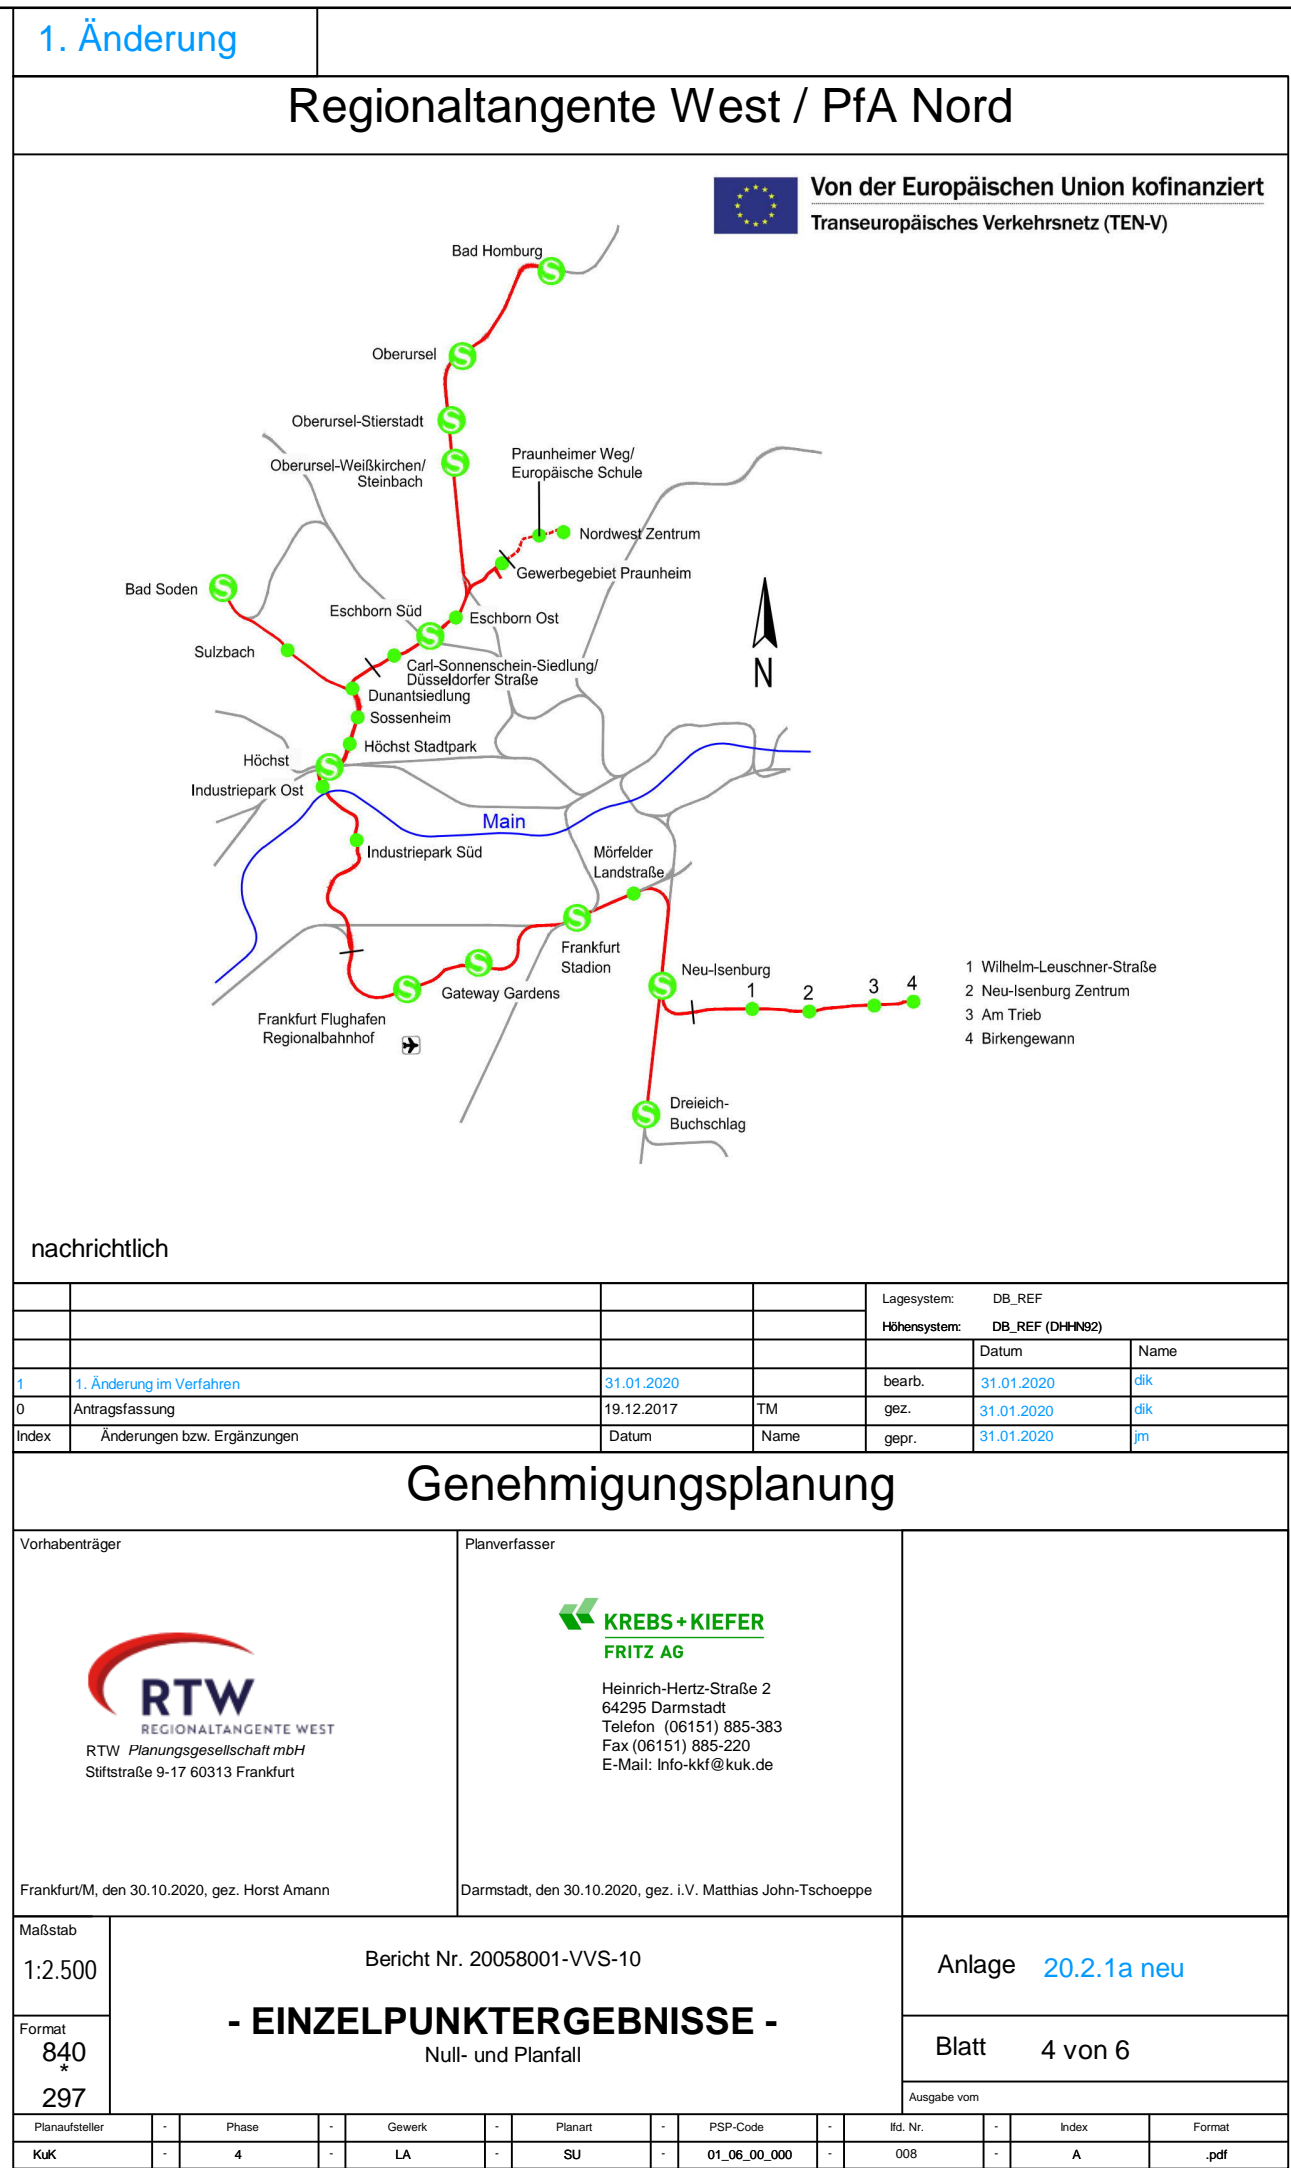 1. Änderung
Regionaltangente West / PfA Nord
Von der Europäischen Union kofinanziert
Transeuropäisches Verkehrsnetz (TEN-V)
Bad Homburg
Oberursel
Oberursel-Stierstadt
Oberursel-Weißkirchen/
Steinbach
Praunheimer Weg/
Europäische Schule
Nordwest Zentrum
Gewerbegebiet Praunheim
Bad Soden
Eschborn Süd
Eschborn Ost
Sulzbach
Carl-Sonnenschein-Siedlung/
Düsseldorfer Straße
Dunantsiedlung
Sossenheim
Höchst Stadtpark
Höchst
Industriepark Ost
N
Main
Industriepark Süd
Mörfelder
Landstraße
Frankfurt
Stadion
Neu-Isenburg
Gateway Gardens
Frankfurt Flughafen
Regionalbahnhof
1 2 3 4
1 Wilhelm-Leuschner-Straße
2 Neu-Isenburg Zentrum
3 Am Trieb
4 Birkengewann
Dreieich-
Buchschlag
nachrichtlich
Lagesystem: DB_REF
Höhensystem: DB_REF (DHHN92)
Datum Name
1 1. Änderung im Verfahren 31.01.2020 bearb. 31.01.2020 dik
0 Antragsfassung 19.12.2017 TM gez. 31.01.2020 dik
Index Änderungen bzw. Ergänzungen Datum Name gepr. 31.01.2020 jm
Genehmigungsplanung
Vorhabenträger
RTW
REGIONALTANGENTE WEST
RTW Planungsgesellschaft mbH
Stiftstraße 9-17 60313 Frankfurt
Frankfurt/M, den 30.10.2020, gez. Horst Amann
Planverfasser
KREBS+KIEFER
FRITZ AG
Heinrich-Hertz-Straße 2
64295 Darmstadt
Telefon (06151) 885-383
Fax (06151) 885-220
E-Mail: Info-kkf@kuk.de
Darmstadt, den 30.10.2020, gez. i.V. Matthias John-Tschoeppe
Maßstab
1:2.500
Format
840
*
297
Bericht Nr. 20058001-VVS-10
- EINZELPUNKTERGEBNISSE -
Null- und Planfall
Anlage 20.2.1a neu
Blatt 4 von 6
Ausgabe vom
Planaufsteller - Phase - Gewerk - Planart - PSP-Code - lfd. Nr. - Index Format
KuK - 4 - LA - SU - 01_06_00_000 - 008 - A .pdf